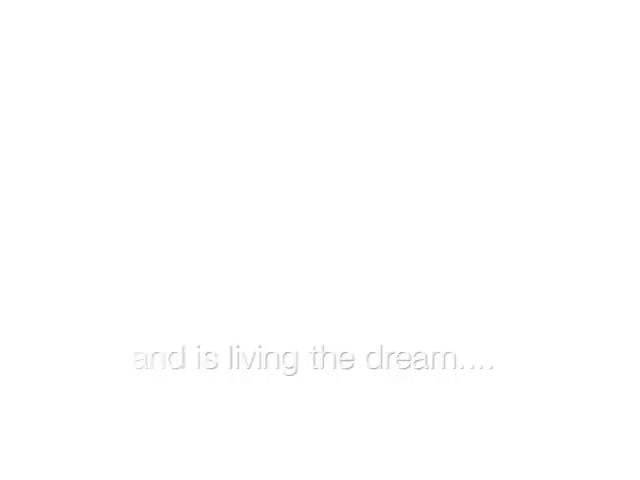 and is living the dream....